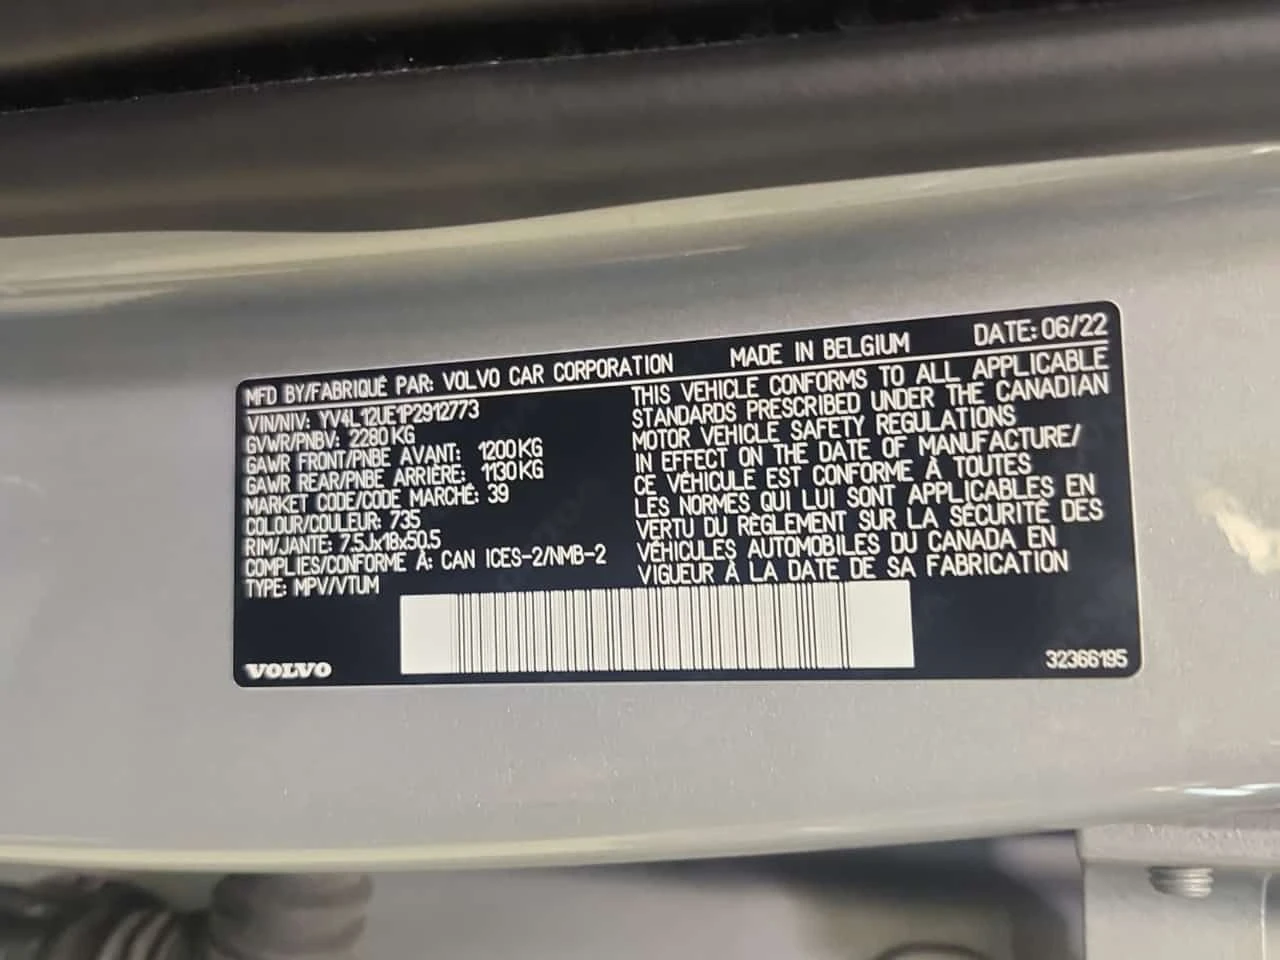 MFD BY/FABRIQUÉ PAR: VOLVO CAR CORPORATION MADE IN BELGIUM DATE: 06/22
VIN/NIV: YV4L12UE1P2912773
GVWR/PNBV: 2280 KG
GAWR FRONT/PNBE AVANT: 1200 KG
GAWR REAR/PNBE ARRIÈRE: 1130 KG
MARKET CODE/CODE MARCHÉ: 39
COLOUR/COULEUR: 735
RIM/JANTE: 7.5Jx18x50.5
COMPLIES/CONFORME À: CAN ICES-2/NMB-2
TYPE: MPV/VTUM
THIS VEHICLE CONFORMS TO ALL APPLICABLE
STANDARDS PRESCRIBED UNDER THE CANADIAN
MOTOR VEHICLE SAFETY REGULATIONS
IN EFFECT ON THE DATE OF MANUFACTURE/
CE VÉHICULE EST CONFORME À TOUTES
LES NORMES QUI LUI SONT APPLICABLES EN
VERTU DU RÈGLEMENT SUR LA SÉCURITÉ DES
VÉHICULES AUTOMOBILES DU CANADA EN
VIGUEUR À LA DATE DE SA FABRICATION
VOLVO
32366195